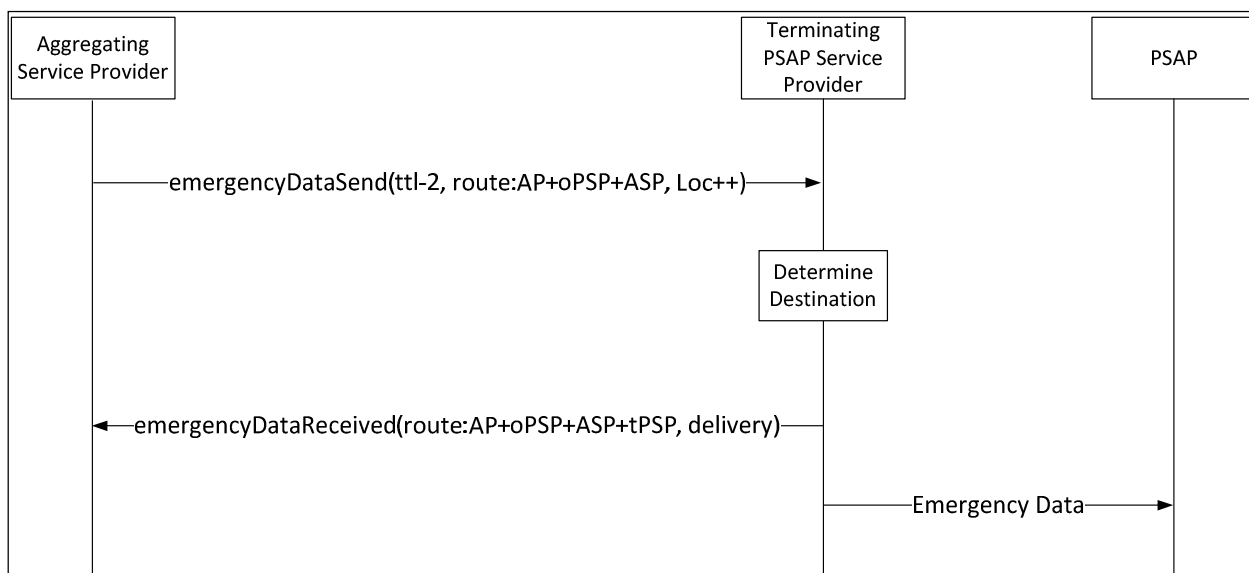 Aggregating
Service Provider
Terminating
PSAP Service
Provider
PSAP
emergencyDataSend(ttl-2, route:AP+oPSP+ASP, Loc++)
Determine
Destination
emergencyDataReceived(route:AP+oPSP+ASP+tPSP, delivery)
Emergency Data